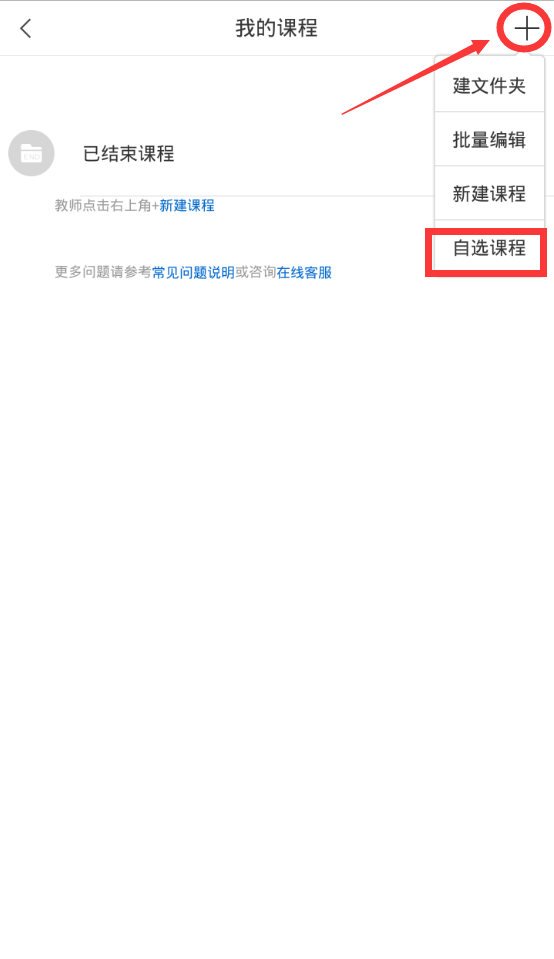 我的课程
建文件夹
批量编辑
END
已结束课程
新建课程
教师点击右上角+新建课程
自选课程
更多问题请参考常见问题说明或咨询在线客服